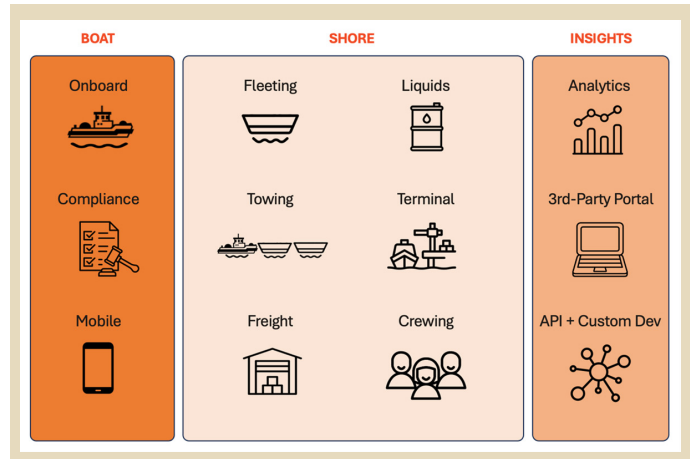 BOAT
Onboard
Compliance
Mobile
SHORE
Fleeting
Liquids
Towing
Terminal
Freight
Crewing
INSIGHTS
Analytics
3rd-Party Portal
API + Custom Dev